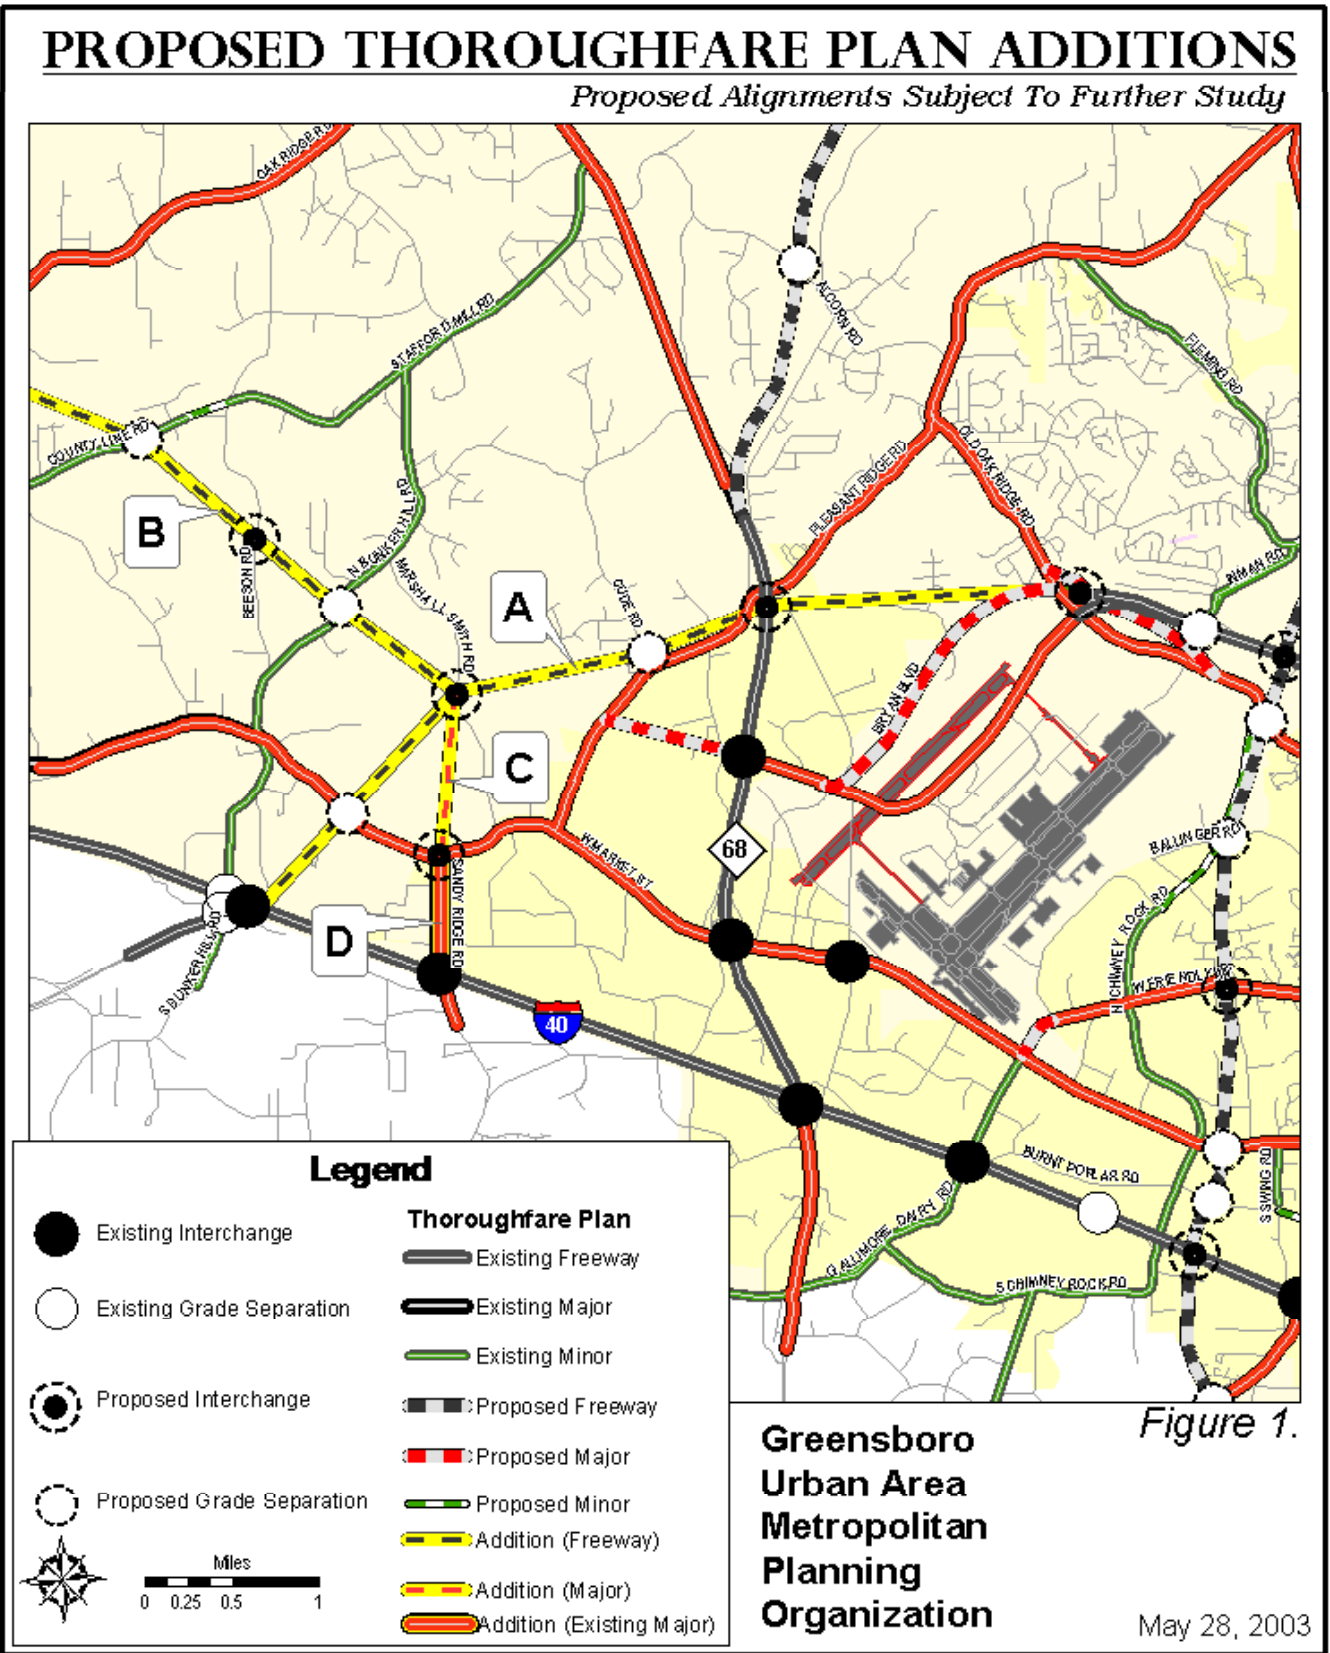 PROPOSED THOROUGHFARE PLAN ADDITIONS
Proposed Alignments Subject To Further Study
OAK RIDGE RD
ALCORN RD
STAFFORD MILL RD
FLEMING RD
COUNTY LINE RD
PLEASANT RIDGE RD
OLD OAK RIDGE RD
B
N BUNKER HILL RD
BEESON RD
MARSHALL SMITH RD
A
CUDE RD
INMAN RD
BRYAN BLVD
C
68
W MARKET ST
BALLINGER RD
SANDY RIDGE RD
D
N CHIMNEY ROCK RD
S BUNKER HILL RD
40
BURNT POPLAR RD
S SWING RD
GALLIMORE DAIRY RD
S CHIMNEY ROCK RD
Legend
Existing Interchange
Existing Grade Separation
Proposed Interchange
Proposed Grade Separation
Miles
0 0.25 0.5 1
Thoroughfare Plan
Existing Freeway
Existing Major
Existing Minor
Proposed Freeway
Proposed Major
Proposed Minor
Addition (Freeway)
Addition (Major)
Addition (Existing Major)
Figure 1.
Greensboro
Urban Area
Metropolitan
Planning
Organization
May 28, 2003